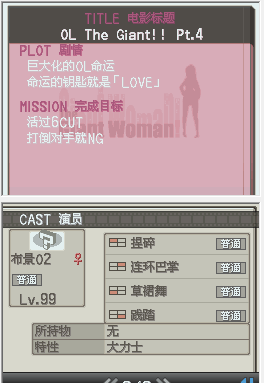 TITLE 电影标题
OL The Giant!! Pt.4
PLOT 剧情
巨大化的OL命运
命运的钥匙就是「LOVE」
MISSION 完成目标
活过6CUT
打倒对手就NG
nt Woman!
CAST 演员
布景02 ♀
普通
Lv.99
捏碎 普通
连环巴掌 普通
草裙舞 普通
践踏 普通
所持物 无
特性 大力士